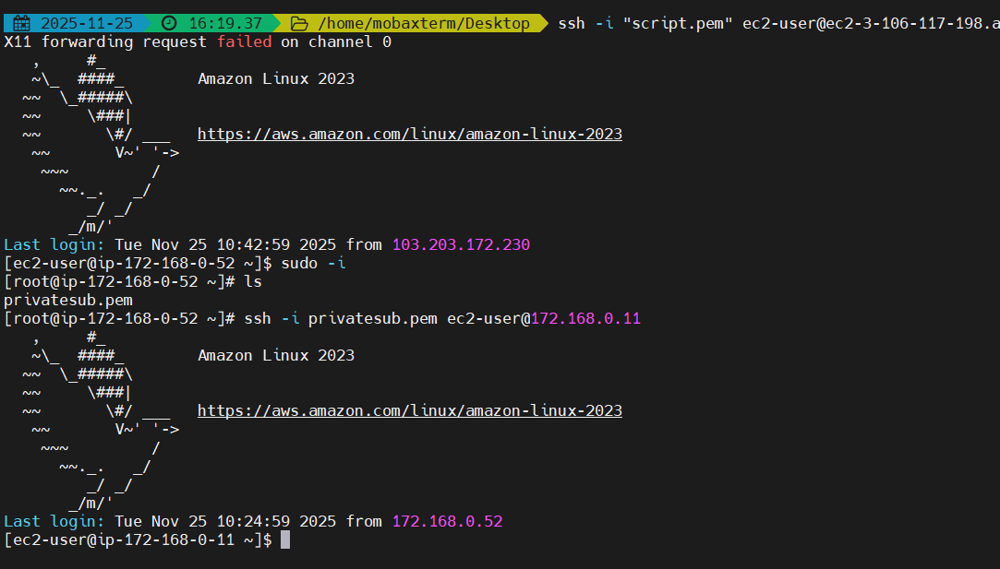 2025-11-25 16:19.37 /home/mobaxterm/Desktop ssh -i "script.pem" ec2-user@ec2-3-106-117-198.a
X11 forwarding request failed on channel 0
   ,     #_
   ~\_  ####_        Amazon Linux 2023
  ~~  \_#####\
  ~~     \###|
  ~~       \#/ ___   https://aws.amazon.com/linux/amazon-linux-2023
   ~~       V~' '->
    ~~~         /
      ~~._.   _/
         _/ _/
       _/m/'
Last login: Tue Nov 25 10:42:59 2025 from 103.203.172.230
[ec2-user@ip-172-168-0-52 ~]$ sudo -i
[root@ip-172-168-0-52 ~]# ls
privatesub.pem
[root@ip-172-168-0-52 ~]# ssh -i privatesub.pem ec2-user@172.168.0.11
   ,     #_
   ~\_  ####_        Amazon Linux 2023
  ~~  \_#####\
  ~~     \###|
  ~~       \#/ ___   https://aws.amazon.com/linux/amazon-linux-2023
   ~~       V~' '->
    ~~~         /
      ~~._.   _/
         _/ _/
       _/m/'
Last login: Tue Nov 25 10:24:59 2025 from 172.168.0.52
[ec2-user@ip-172-168-0-11 ~]$